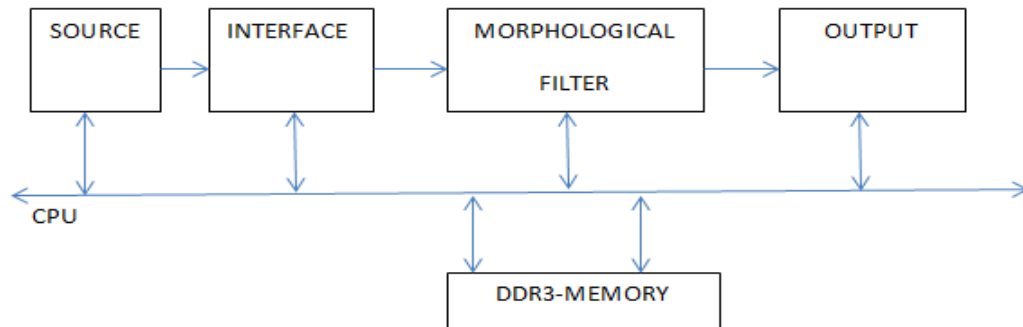 SOURCE
INTERFACE
MORPHOLOGICAL
FILTER
OUTPUT
CPU
DDR3-MEMORY